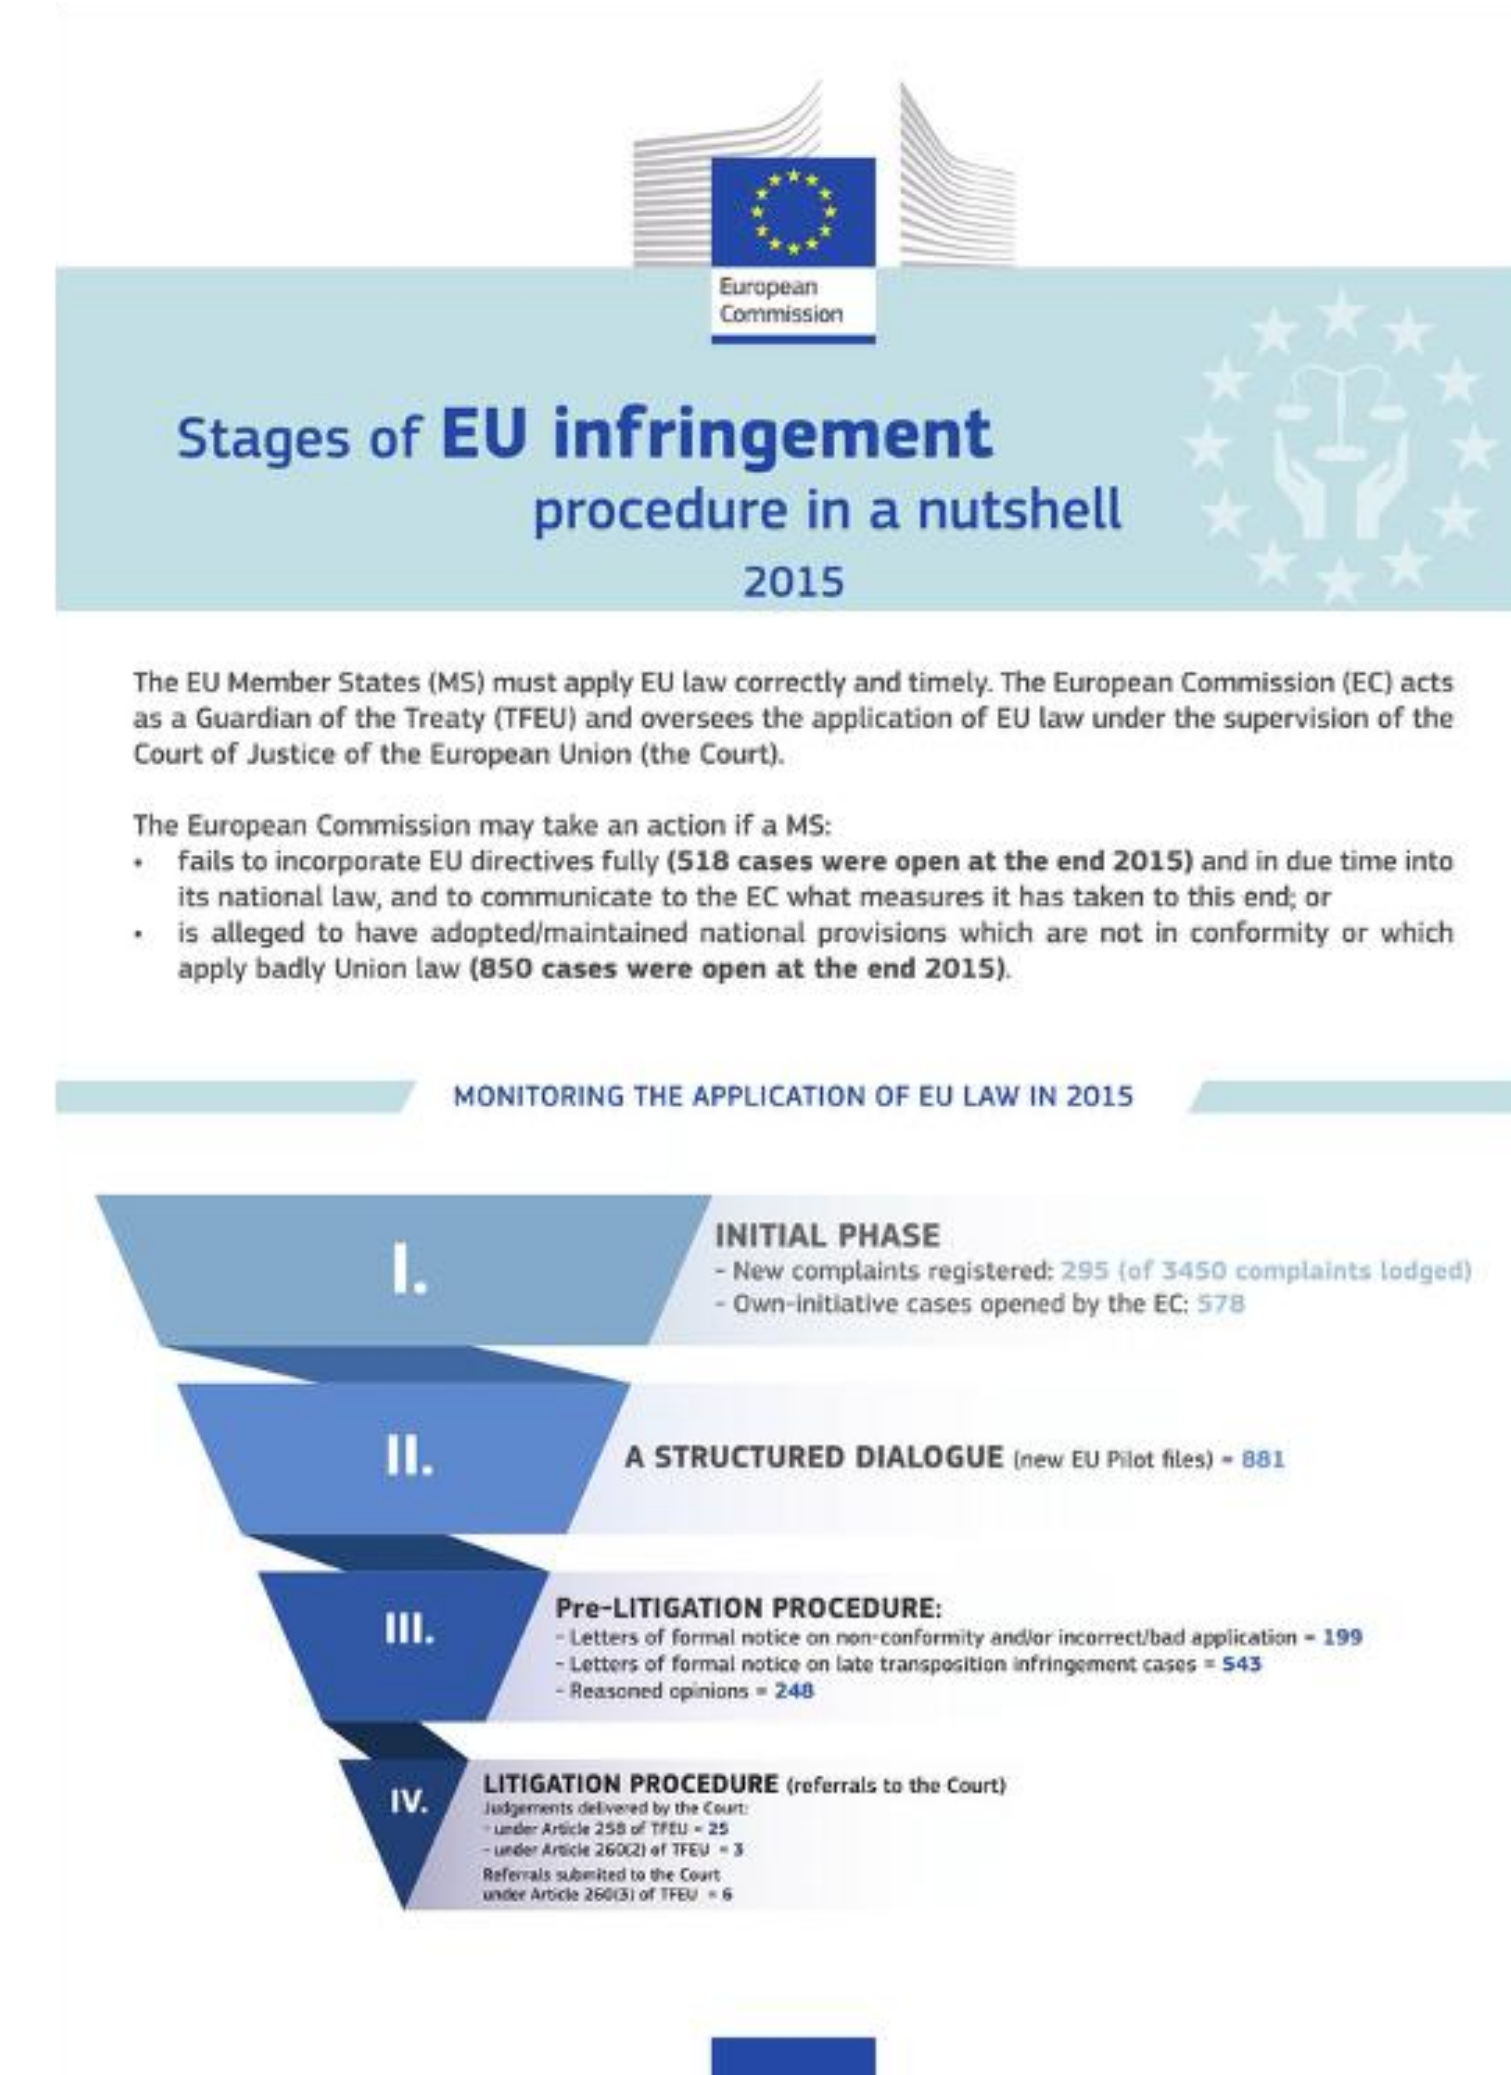 European
Commission
Stages of EU infringement
procedure in a nutshell
2015
The EU Member States (MS) must apply EU law correctly and timely. The European Commission (EC) acts
as a Guardian of the Treaty (TFEU) and oversees the application of EU law under the supervision of the
Court of Justice of the European Union (the Court).
The European Commission may take an action if a MS:
• fails to incorporate EU directives fully (518 cases were open at the end 2015) and in due time into
its national law, and to communicate to the EC what measures it has taken to this end; or
• is alleged to have adopted/maintained national provisions which are not in conformity or which
apply badly Union law (850 cases were open at the end 2015).
MONITORING THE APPLICATION OF EU LAW IN 2015
I.
INITIAL PHASE
- New complaints registered: 295 (of 3450 complaints lodged)
- Own-initiative cases opened by the EC: 578
II.
A STRUCTURED DIALOGUE (new EU Pilot files) = 881
III.
Pre-LITIGATION PROCEDURE:
- Letters of formal notice on non-conformity and/or incorrect/bad application = 199
- Letters of formal notice on late transposition infringement cases = 543
- Reasoned opinions = 248
IV.
LITIGATION PROCEDURE (referrals to the Court)
Judgements delivered by the Court:
- under Article 258 of TFEU = 25
- under Article 260(2) of TFEU = 3
Referrals submited to the Court
under Article 260(3) of TFEU = 6